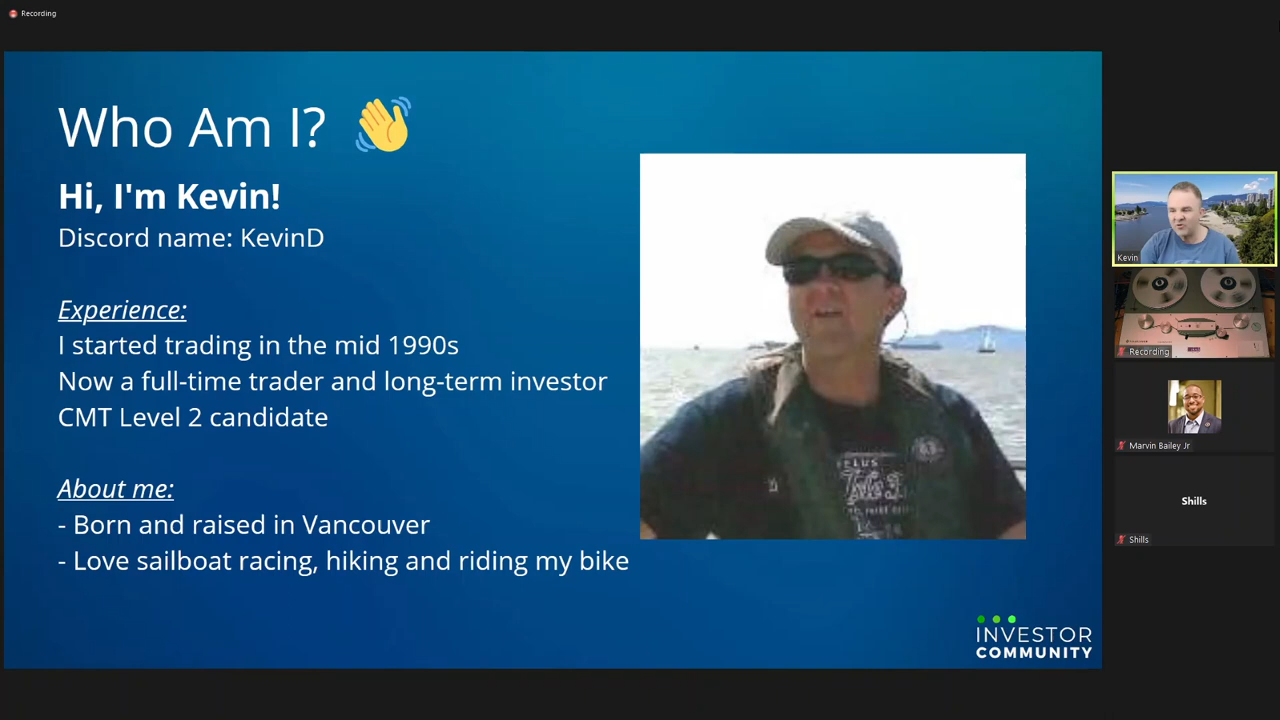 Recording
Who Am I?
Hi, I'm Kevin!
Discord name: KevinD
Experience:
I started trading in the mid 1990s
Now a full-time trader and long-term investor
CMT Level 2 candidate
About me:
- Born and raised in Vancouver
- Love sailboat racing, hiking and riding my bike
INVESTOR
COMMUNITY
Kevin
Recording
Marvin Bailey Jr
Shills
Shills